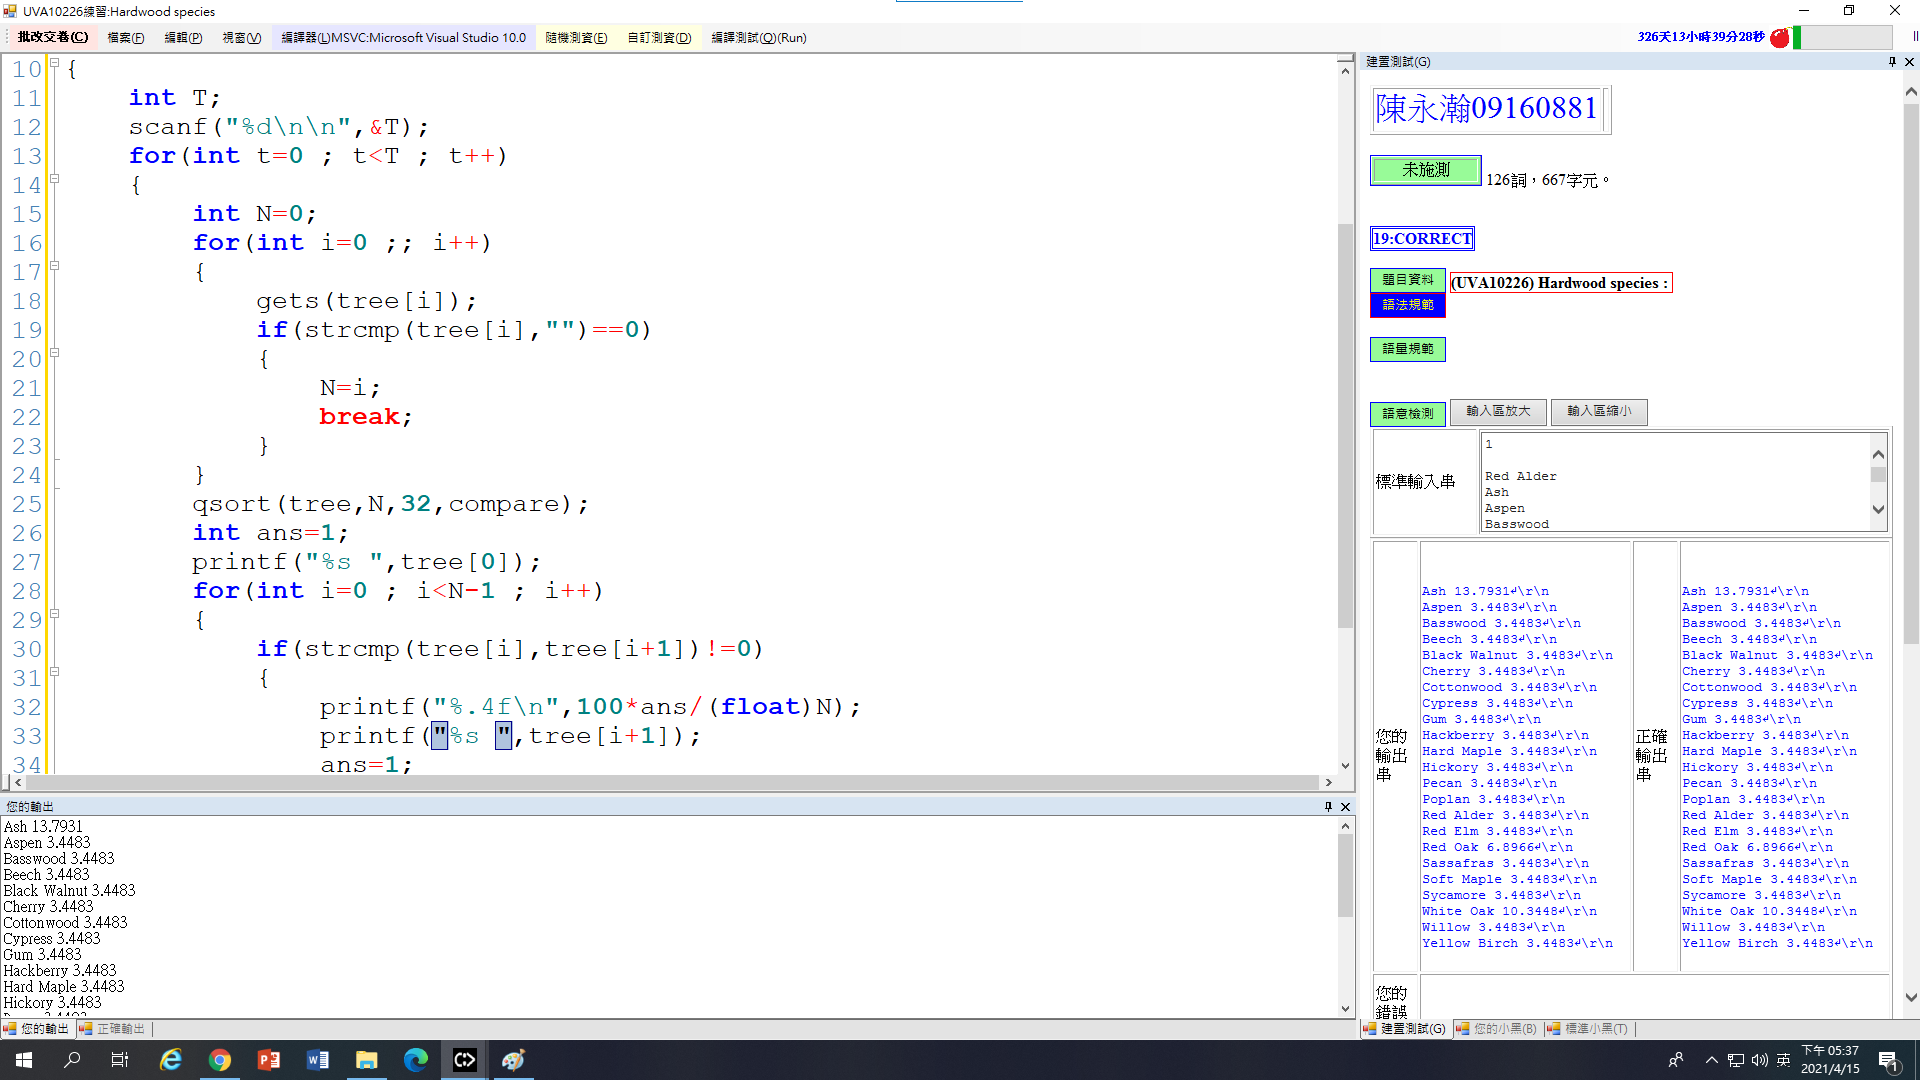 UVA10226練習:Hardwood species
批改交卷(C) 檔案(F) 編輯(P) 視窗(V) 編譯器(L)MSVC:Microsoft Visual Studio 10.0 隨機測資(E) 自訂測資(D) 編譯測試(Q)(Run)
326天13小時39分28秒
10 {
11 int T;
12 scanf("%d\n\n",&T);
13 for(int t=0 ; t<T ; t++)
14 {
15 int N=0;
16 for(int i=0 ;; i++)
17 {
18 gets(tree[i]);
19 if(strcmp(tree[i],"")==0)
20 {
21 N=i;
22 break;
23 }
24 }
25 qsort(tree,N,32,compare);
26 int ans=1;
27 printf("%s ",tree[0]);
28 for(int i=0 ; i<N-1 ; i++)
29 {
30 if(strcmp(tree[i],tree[i+1])!=0)
31 {
32 printf("%.4f\n",100*ans/(float)N);
33 printf("%s ",tree[i+1]);
34 ans=1;
您的輸出
Ash 13.7931
Aspen 3.4483
Basswood 3.4483
Beech 3.4483
Black Walnut 3.4483
Cherry 3.4483
Cottonwood 3.4483
Cypress 3.4483
Gum 3.4483
Hackberry 3.4483
Hard Maple 3.4483
Hickory 3.4483
您的輸出 正確輸出
建置測試(G)
陳永瀚09160881
未施測 126詞，667字元。
19:CORRECT
題目資料 (UVA10226) Hardwood species :
語法規範
語量規範
語意檢測 輸入區放大 輸入區縮小
標準輸入串
1
Red Alder
Ash
Aspen
Basswood
您的輸出串
Ash 13.7931↵\r\n
Aspen 3.4483↵\r\n
Basswood 3.4483↵\r\n
Beech 3.4483↵\r\n
Black Walnut 3.4483↵\r\n
Cherry 3.4483↵\r\n
Cottonwood 3.4483↵\r\n
Cypress 3.4483↵\r\n
Gum 3.4483↵\r\n
Hackberry 3.4483↵\r\n
Hard Maple 3.4483↵\r\n
Hickory 3.4483↵\r\n
Pecan 3.4483↵\r\n
Poplan 3.4483↵\r\n
Red Alder 3.4483↵\r\n
Red Elm 3.4483↵\r\n
Red Oak 6.8966↵\r\n
Sassafras 3.4483↵\r\n
Soft Maple 3.4483↵\r\n
Sycamore 3.4483↵\r\n
White Oak 10.3448↵\r\n
Willow 3.4483↵\r\n
Yellow Birch 3.4483↵\r\n
正確輸出串
Ash 13.7931↵\r\n
Aspen 3.4483↵\r\n
Basswood 3.4483↵\r\n
Beech 3.4483↵\r\n
Black Walnut 3.4483↵\r\n
Cherry 3.4483↵\r\n
Cottonwood 3.4483↵\r\n
Cypress 3.4483↵\r\n
Gum 3.4483↵\r\n
Hackberry 3.4483↵\r\n
Hard Maple 3.4483↵\r\n
Hickory 3.4483↵\r\n
Pecan 3.4483↵\r\n
Poplan 3.4483↵\r\n
Red Alder 3.4483↵\r\n
Red Elm 3.4483↵\r\n
Red Oak 6.8966↵\r\n
Sassafras 3.4483↵\r\n
Soft Maple 3.4483↵\r\n
Sycamore 3.4483↵\r\n
White Oak 10.3448↵\r\n
Willow 3.4483↵\r\n
Yellow Birch 3.4483↵\r\n
您的錯誤
建置測試(G) 您的小黑(B) 標準小黑(T)
英
下午 05:37
2021/4/15
1